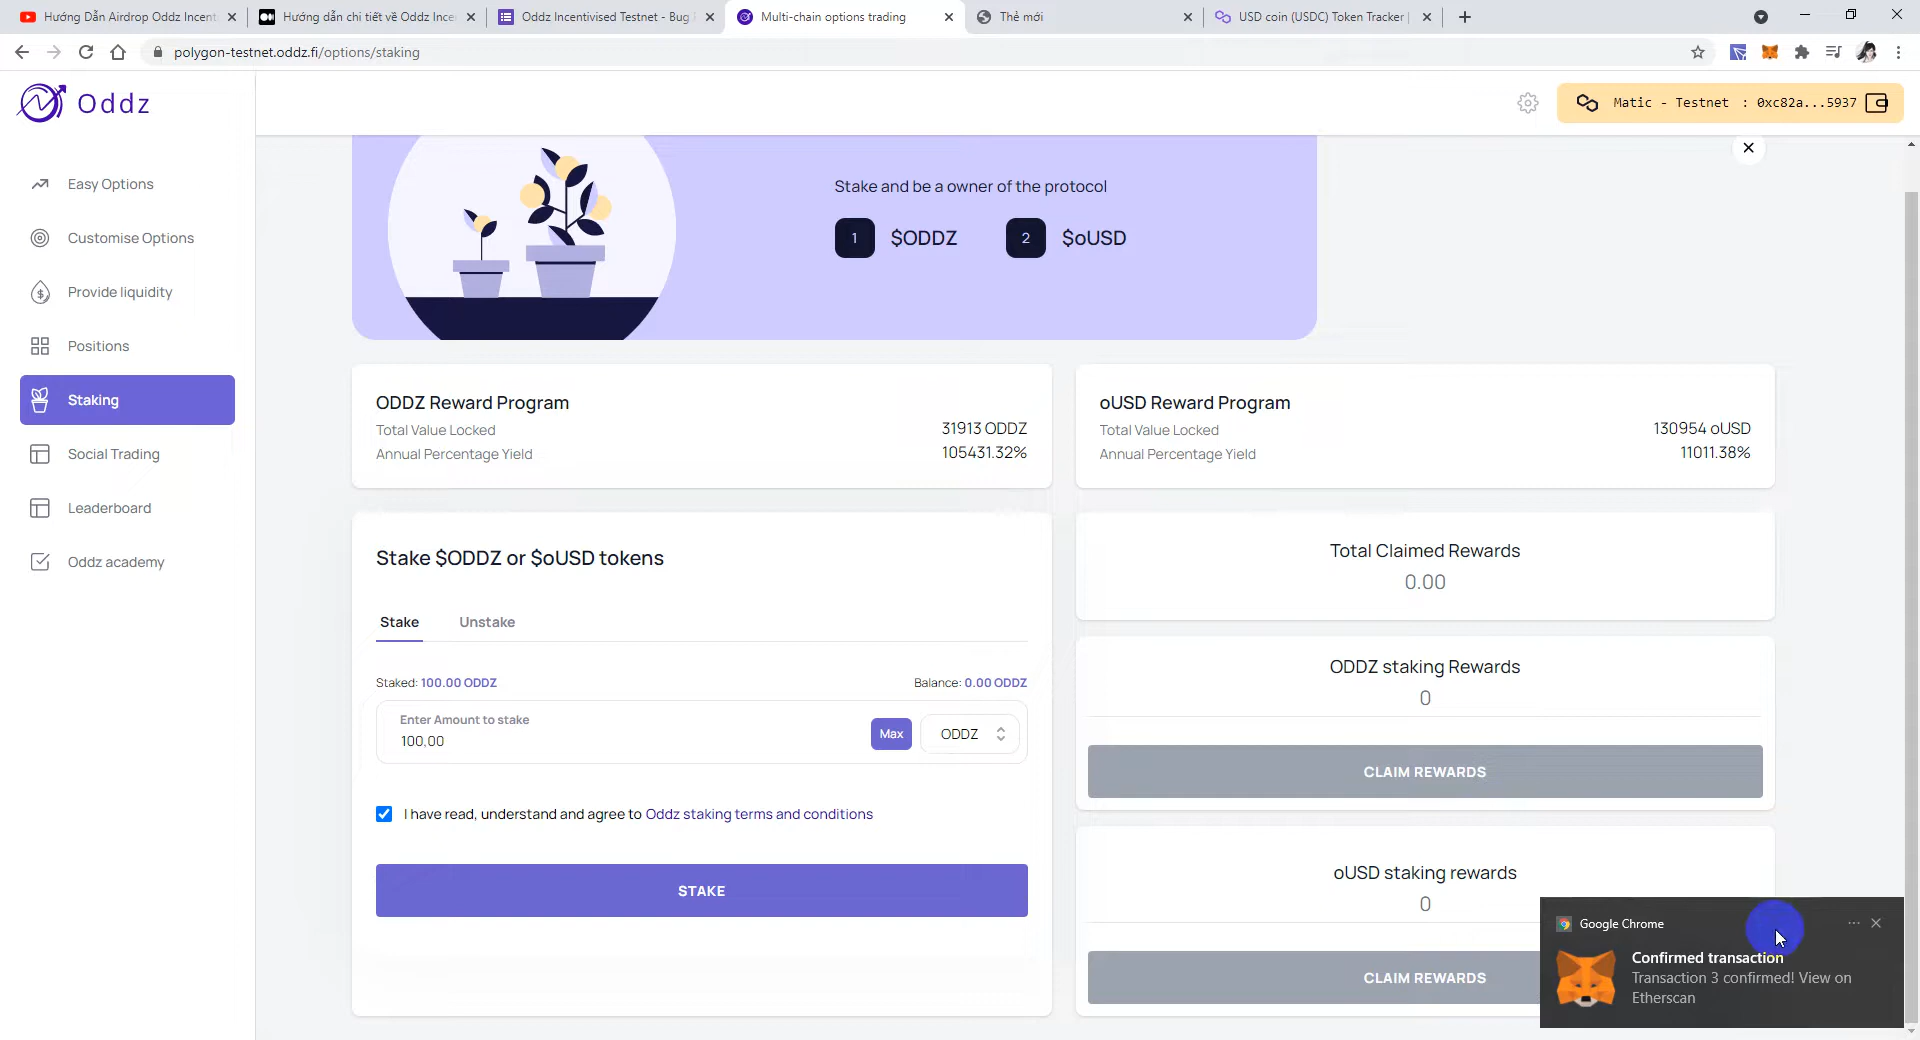 Hướng Dẫn Airdrop Oddz Incent
Hướng dẫn chi tiết về Oddz Ince
Oddz Incentivised Testnet - Bug
Multi-chain options trading
Thẻ mới
USD coin (USDC) Token Tracker |
polygon-testnet.oddz.fi/options/staking
Oddz
Matic - Testnet : 0xc82a...5937
Easy Options
Customise Options
Provide liquidity
Positions
Staking
Social Trading
Leaderboard
Oddz academy
Stake and be a owner of the protocol
1 $ODDZ 2 $oUSD
ODDZ Reward Program
Total Value Locked 31913 ODDZ
Annual Percentage Yield 105431.32%
oUSD Reward Program
Total Value Locked 130954 oUSD
Annual Percentage Yield 11011.38%
Stake $ODDZ or $oUSD tokens
Stake Unstake
Staked: 100.00 ODDZ Balance: 0.00 ODDZ
Enter Amount to stake
100.00
Max ODDZ
I have read, understand and agree to Oddz staking terms and conditions
STAKE
Total Claimed Rewards
0.00
ODDZ staking Rewards
0
CLAIM REWARDS
oUSD staking rewards
0
CLAIM REWARDS
Google Chrome
Confirmed transaction
Transaction 3 confirmed! View on
Etherscan